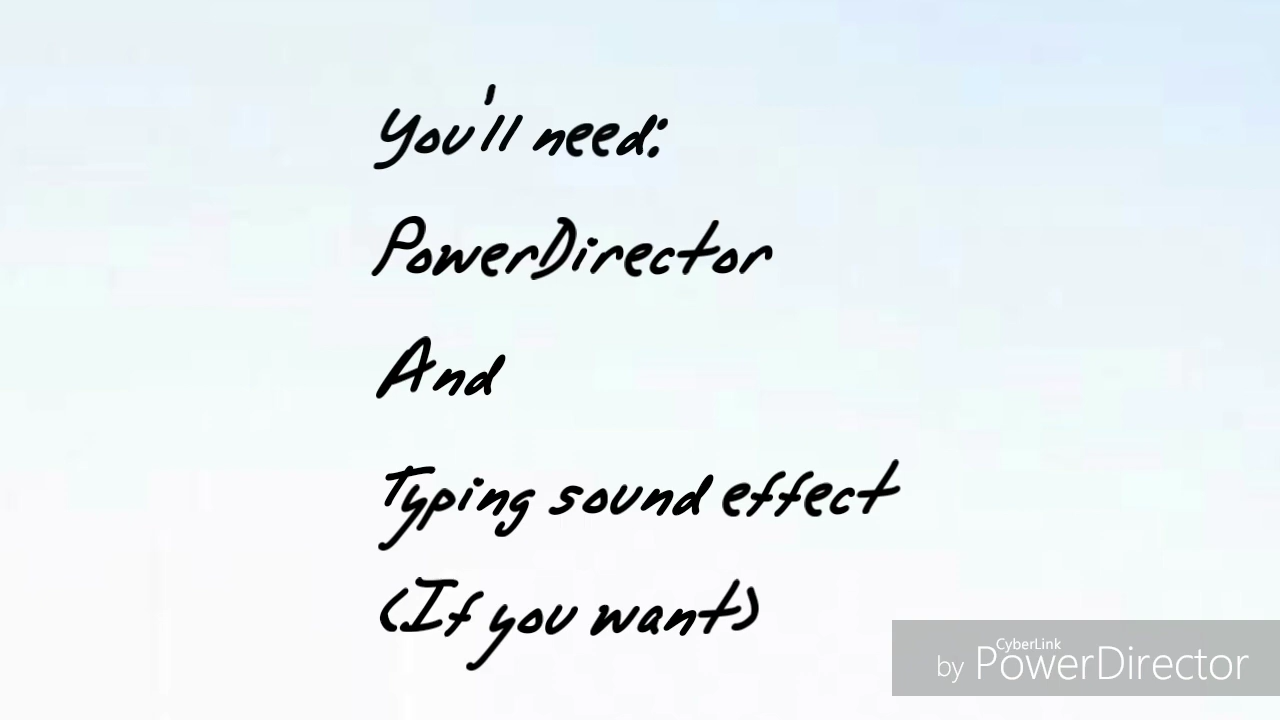 You'll need:
PowerDirector
And
Typing sound effect
(If you want)
by CyberLink PowerDirector